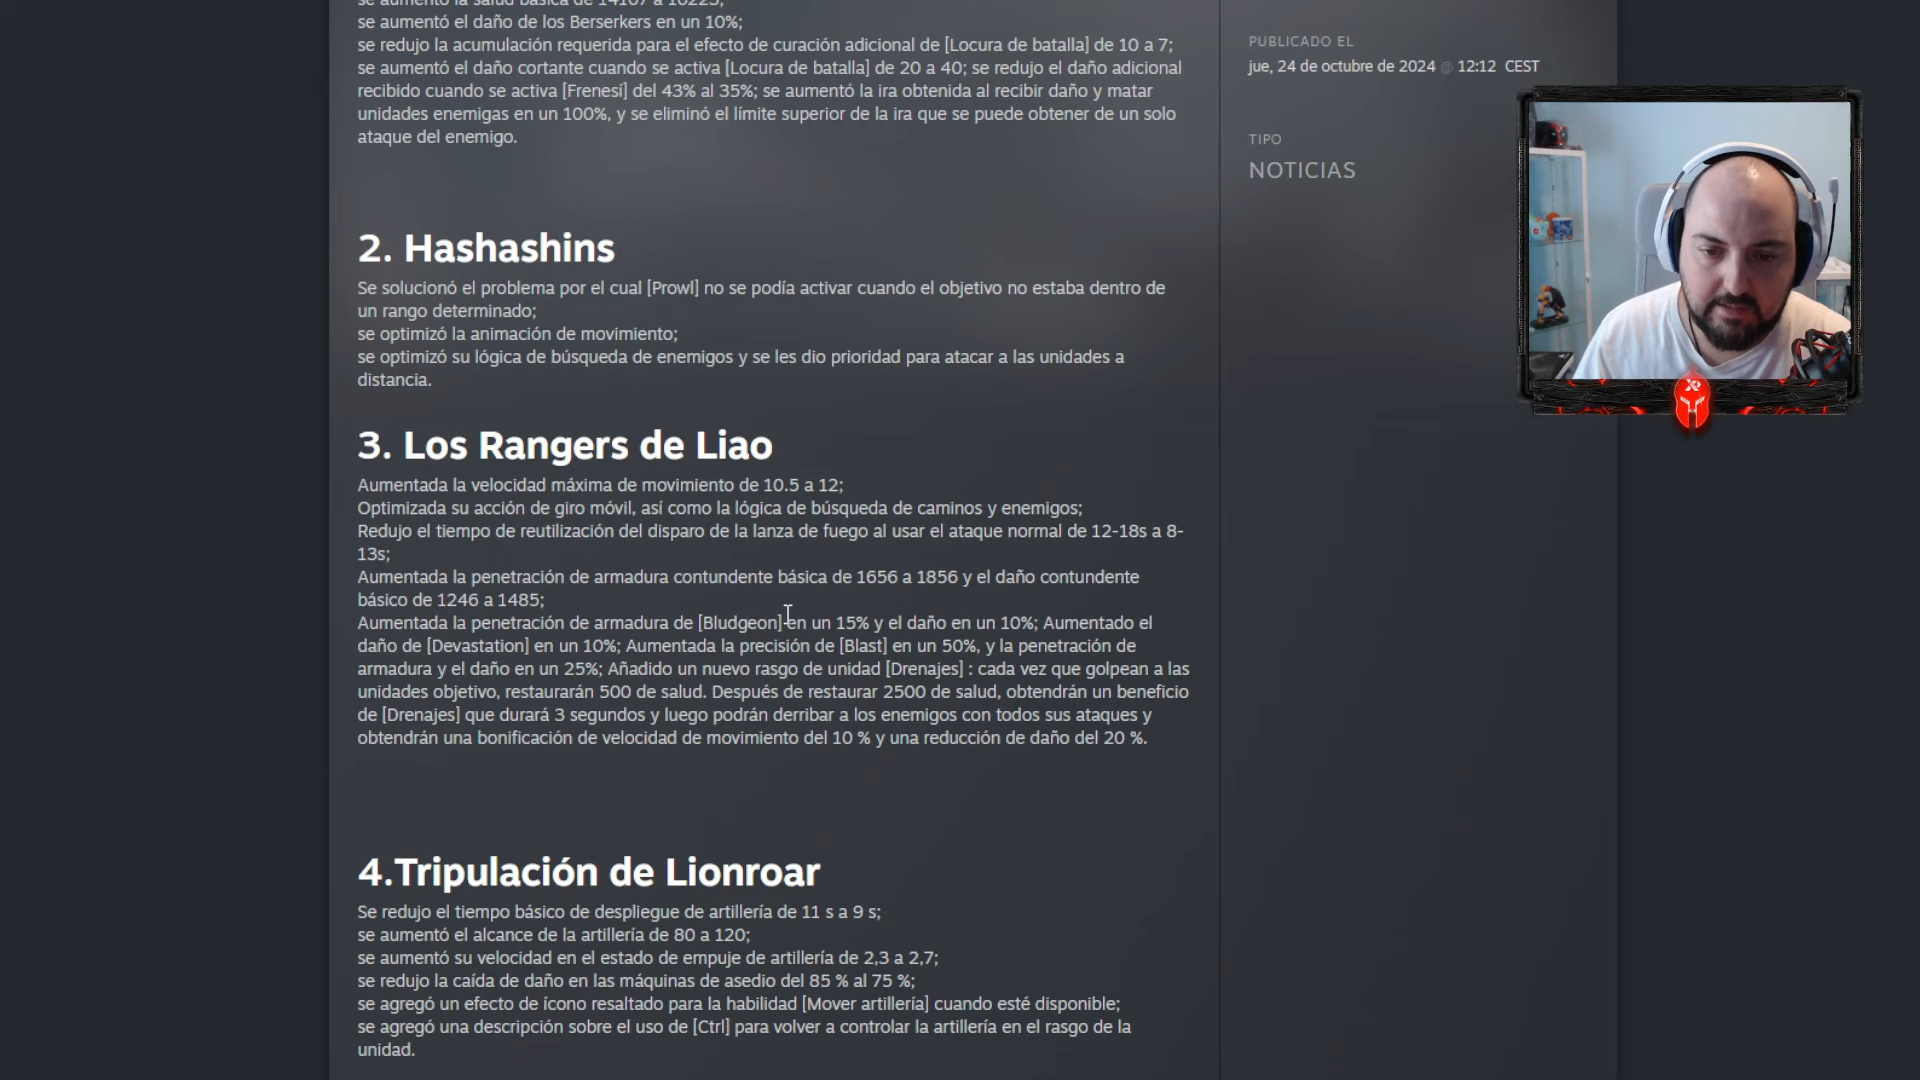 se aumentó la salud básica de 14107 a 16223;
se aumentó el daño de los Berserkers en un 10%;
se redujo la acumulación requerida para el efecto de curación adicional de [Locura de batalla] de 10 a 7;
se aumentó el daño cortante cuando se activa [Locura de batalla] de 20 a 40; se redujo el daño adicional
recibido cuando se activa [Frenesí] del 43% al 35%; se aumentó la ira obtenida al recibir daño y matar
unidades enemigas en un 100%, y se eliminó el límite superior de la ira que se puede obtener de un solo
ataque del enemigo.
PUBLICADO EL
jue, 24 de octubre de 2024 @ 12:12 CEST
TIPO
NOTICIAS
2. Hashashins
Se solucionó el problema por el cual [Prowl] no se podía activar cuando el objetivo no estaba dentro de
un rango determinado;
se optimizó la animación de movimiento;
se optimizó su lógica de búsqueda de enemigos y se les dio prioridad para atacar a las unidades a
distancia.
3. Los Rangers de Liao
Aumentada la velocidad máxima de movimiento de 10.5 a 12;
Optimizada su acción de giro móvil, así como la lógica de búsqueda de caminos y enemigos;
Redujo el tiempo de reutilización del disparo de la lanza de fuego al usar el ataque normal de 12-18s a 8-
13s;
Aumentada la penetración de armadura contundente básica de 1656 a 1856 y el daño contundente
básico de 1246 a 1485;
Aumentada la penetración de armadura de [Bludgeon] en un 15% y el daño en un 10%; Aumentado el
daño de [Devastation] en un 10%; Aumentada la precisión de [Blast] en un 50%, y la penetración de
armadura y el daño en un 25%; Añadido un nuevo rasgo de unidad [Drenajes] : cada vez que golpean a las
unidades objetivo, restaurarán 500 de salud. Después de restaurar 2500 de salud, obtendrán un beneficio
de [Drenajes] que durará 3 segundos y luego podrán derribar a los enemigos con todos sus ataques y
obtendrán una bonificación de velocidad de movimiento del 10 % y una reducción de daño del 20 %.
4.Tripulación de Lionroar
Se redujo el tiempo básico de despliegue de artillería de 11 s a 9 s;
se aumentó el alcance de la artillería de 80 a 120;
se aumentó su velocidad en el estado de empuje de artillería de 2,3 a 2,7;
se redujo la caída de daño en las máquinas de asedio del 85 % al 75 %;
se agregó un efecto de ícono resaltado para la habilidad [Mover artillería] cuando esté disponible;
se agregó una descripción sobre el uso de [Ctrl] para volver a controlar la artillería en el rasgo de la
unidad.